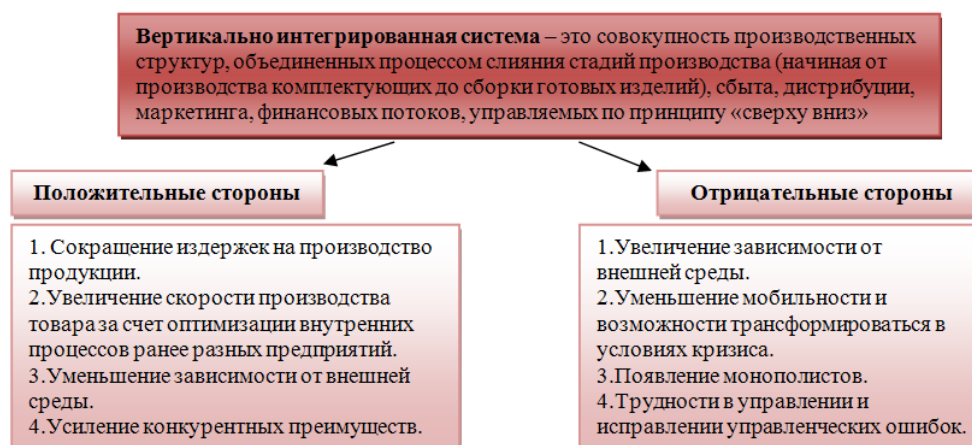 Вертикально интегрированная система – это совокупность производственных
структур, объединенных процессом слияния стадий производства (начиная от
производства комплектующих до сборки готовых изделий), сбыта, дистрибуции,
маркетинга, финансовых потоков, управляемых по принципу «сверху вниз»
Положительные стороны
1. Сокращение издержек на производство
продукции.
2.Увеличение скорости производства
товара за счет оптимизации внутренних
процессов ранее разных предприятий.
3.Уменьшение зависимости от внешней
среды.
4.Усиление конкурентных преимуществ.
Отрицательные стороны
1.Увеличение зависимости от
внешней среды.
2.Уменьшение мобильности и
возможности трансформироваться в
условиях кризиса.
3.Появление монополистов.
4.Трудности в управлении и
исправлении управленческих ошибок.